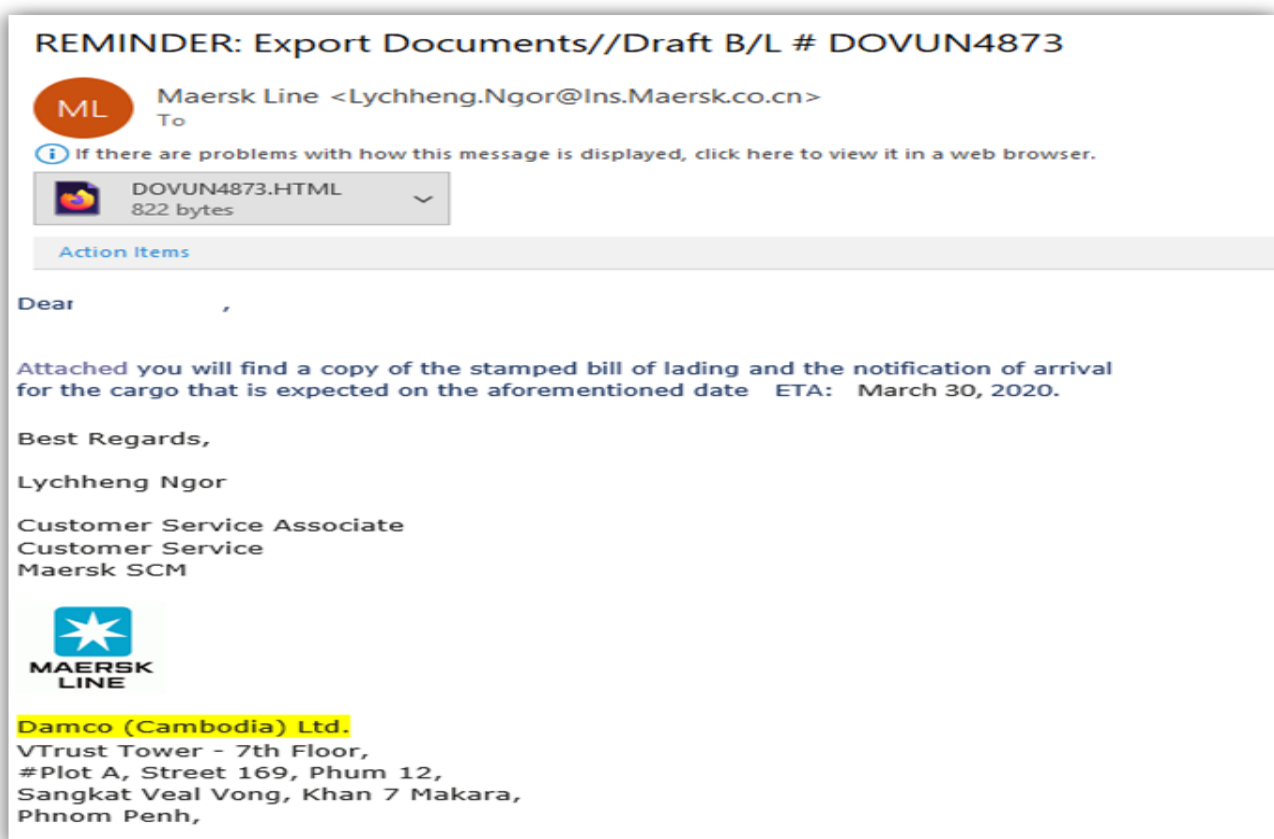 REMINDER: Export Documents//Draft B/L # DOVUN4873
ML
Maersk Line <Lychheng.Ngor@Ins.Maersk.co.cn>
To
i If there are problems with how this message is displayed, click here to view it in a web browser.
DOVUN4873.HTML
822 bytes
Action Items
Dear ,
Attached you will find a copy of the stamped bill of lading and the notification of arrival
for the cargo that is expected on the aforementioned date ETA: March 30, 2020.
Best Regards,
Lychheng Ngor
Customer Service Associate
Customer Service
Maersk SCM
MAERSK
LINE
Damco (Cambodia) Ltd.
VTrust Tower - 7th Floor,
#Plot A, Street 169, Phum 12,
Sangkat Veal Vong, Khan 7 Makara,
Phnom Penh,